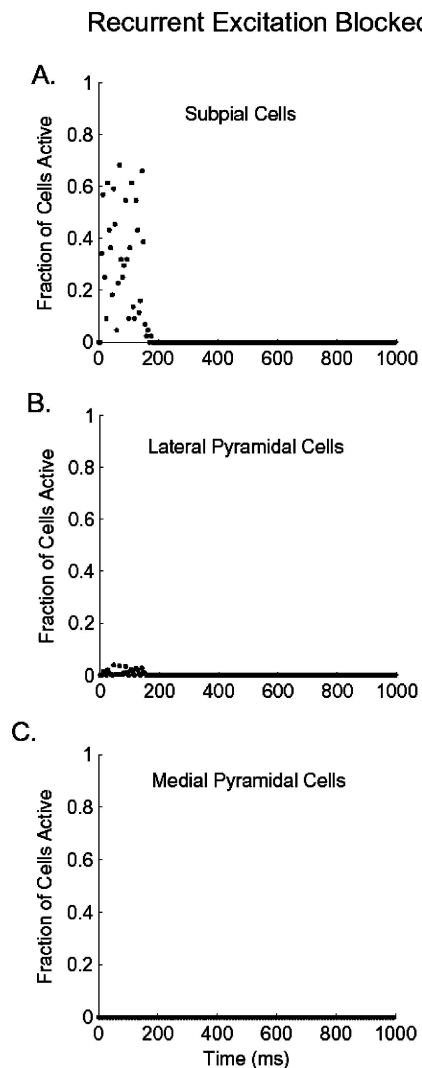 Recurrent Excitation Blocked
A.
Subpial Cells
Fraction of Cells Active
1
0.8
0.6
0.4
0.2
0
0 200 400 600 800 1000
B.
Lateral Pyramidal Cells
Fraction of Cells Active
1
0.8
0.6
0.4
0.2
0
0 200 400 600 800 1000
C.
Medial Pyramidal Cells
Fraction of Cells Active
1
0.8
0.6
0.4
0.2
0
0 200 400 600 800 1000
Time (ms)